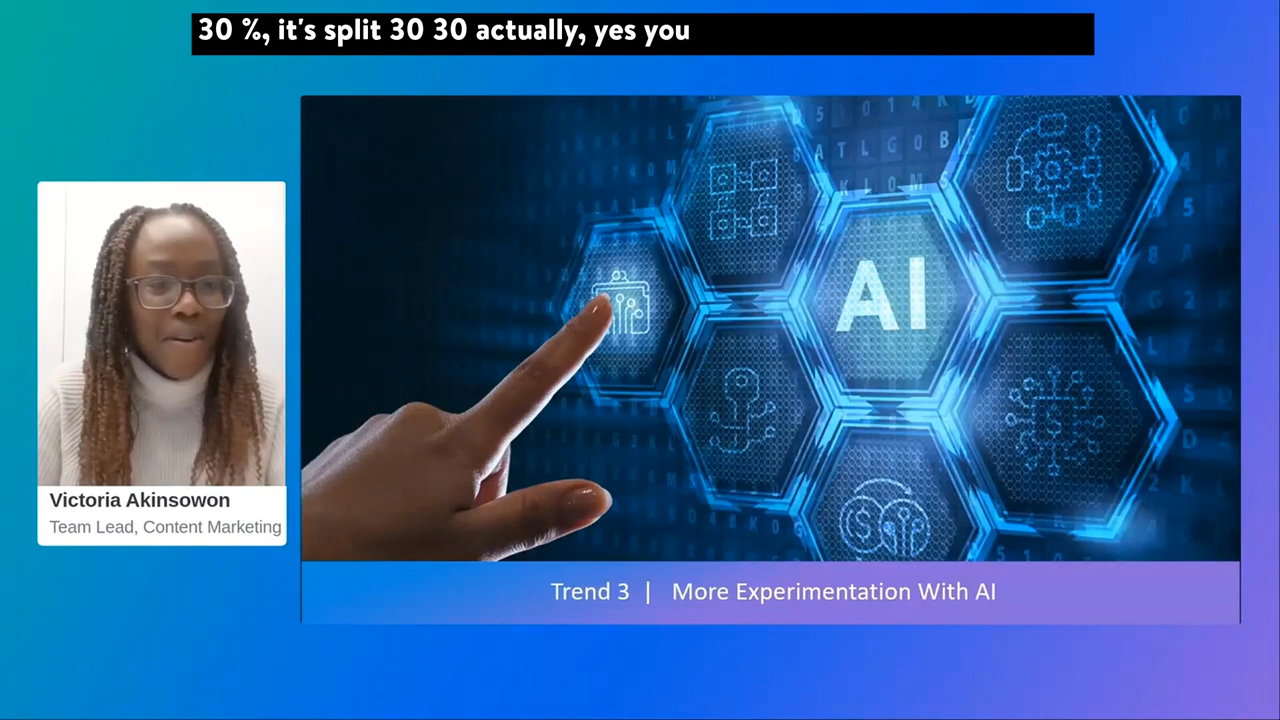 30 %, it's split 30 30 actually, yes you
AI
Victoria Akinsowon
Team Lead, Content Marketing
Trend 3 | More Experimentation With AI